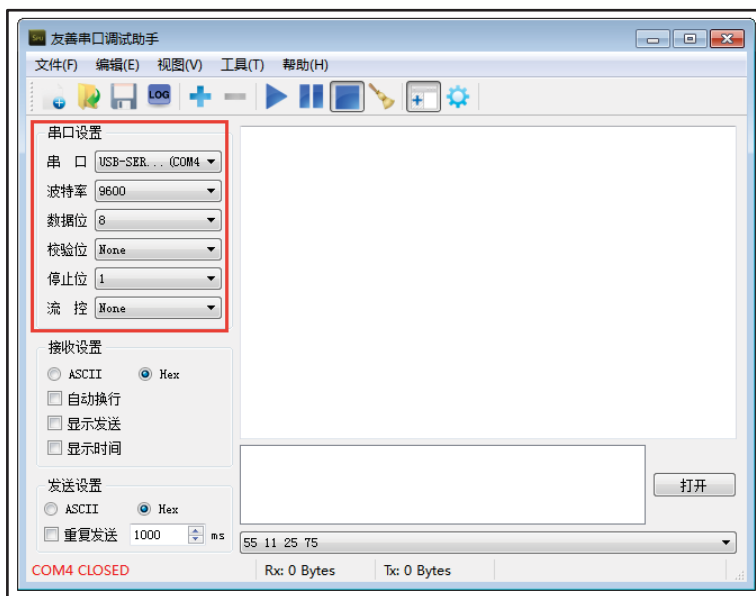 友善串口调试助手
文件(F) 编辑(E) 视图(V) 工具(T) 帮助(H)
LOG
串口设置
串 口 USB-SER... (COM4
波特率 9600
数据位 8
校验位 None
停止位 1
流 控 None
接收设置
ASCII Hex
自动换行
显示发送
显示时间
发送设置
ASCII Hex
重复发送 1000 ms
打开
55 11 25 75
COM4 CLOSED Rx: 0 Bytes Tx: 0 Bytes